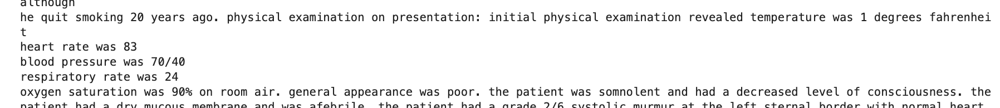 although
he quit smoking 20 years ago. physical examination on presentation: initial physical examination revealed temperature was 1 degrees fahrenhei
t
heart rate was 83
blood pressure was 70/40
respiratory rate was 24
oxygen saturation was 90% on room air. general appearance was poor. the patient was somnolent and had a decreased level of consciousness. the
patient had a dry mucous membrane and was afebrile. the patient had a grade 2/6 systolic murmur at the left sternal border with normal heart